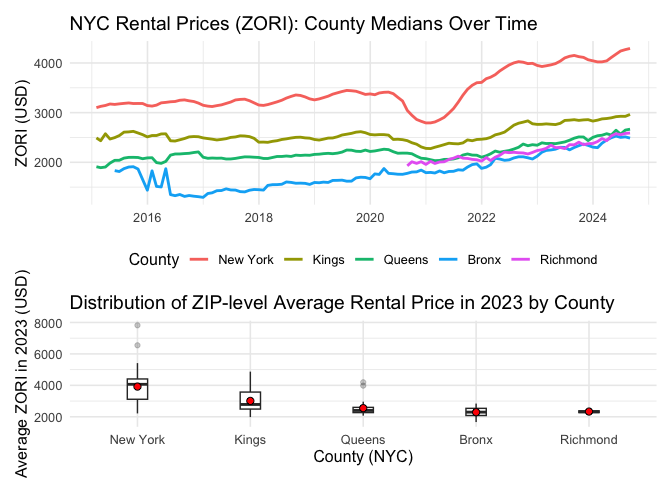 NYC Rental Prices (ZORI): County Medians Over Time
ZORI (USD)
4000
3000
2000
2016 2018 2020 2022 2024
County New York Kings Queens Bronx Richmond
Distribution of ZIP-level Average Rental Price in 2023 by County
Average ZORI in 2023 (USD)
8000
6000
4000
2000
New York Kings Queens Bronx Richmond
County (NYC)